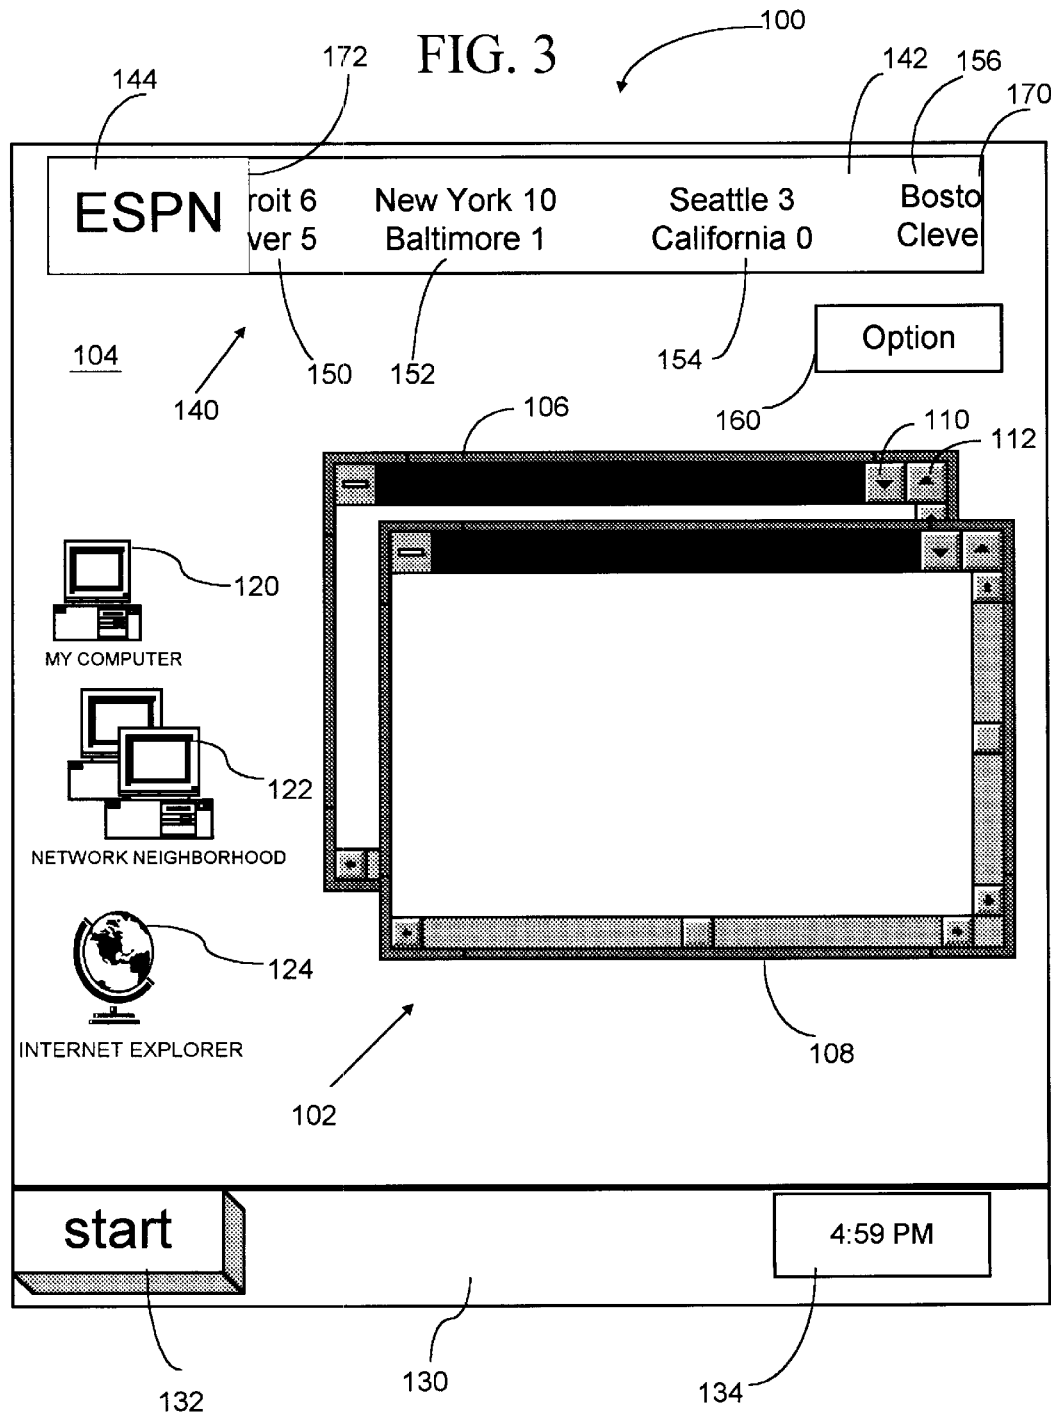 FIG. 3
100
172
144
142
156
170
ESPN
roit 6
ver 5
New York 10
Baltimore 1
Seattle 3
California 0
Bosto
Cleve
104
140
150
152
154
Option
160
106
110
112
120
MY COMPUTER
122
NETWORK NEIGHBORHOOD
124
INTERNET EXPLORER
102
108
start
4:59 PM
132
130
134